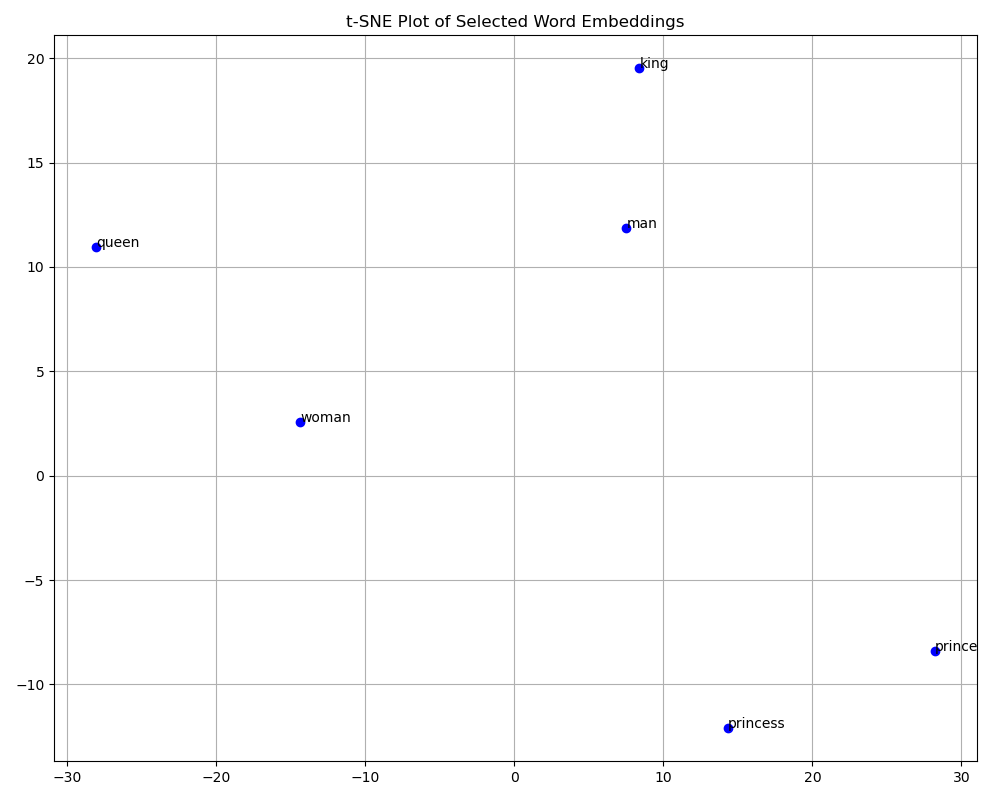 t-SNE Plot of Selected Word Embeddings
20
king
15
man
queen
10
5
woman
0
−5
prince
−10
princess
−30 −20 −10 0 10 20 30